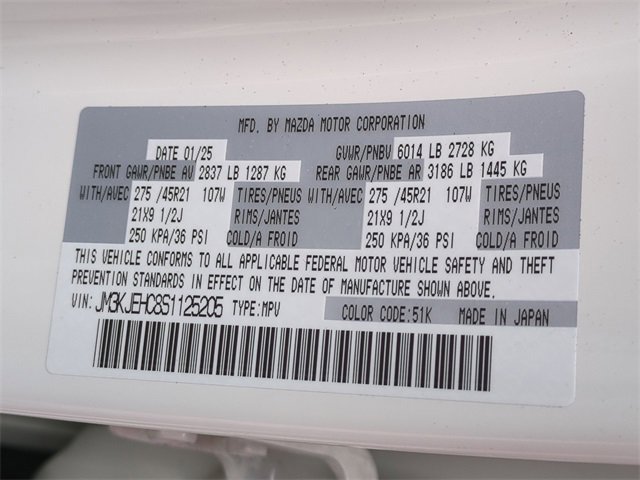 MFD. BY MAZDA MOTOR CORPORATION
DATE 01/25 GVWR/PNBV 6014 LB 2728 KG
FRONT GAWR/PNBE AV 2837 LB 1287 KG REAR GAWR/PNBE AR 3186 LB 1445 KG
WITH/AVEC 275 /45R21 107W TIRES/PNEUS WITH/AVEC 275 /45R21 107W TIRES/PNEUS
21X9 1/2J RIMS/JANTES 21X9 1/2J RIMS/JANTES
250 KPA/36 PSI COLD/A FROID 250 KPA/36 PSI COLD/A FROID
THIS VEHICLE CONFORMS TO ALL APPLICABLE FEDERAL MOTOR VEHICLE SAFETY AND THEFT
PREVENTION STANDARDS IN EFFECT ON THE DATE OF MANUFACTURE SHOWN ABOVE.
VIN: JM3KJEHC8S1125205 TYPE:MPV COLOR CODE:51K MADE IN JAPAN